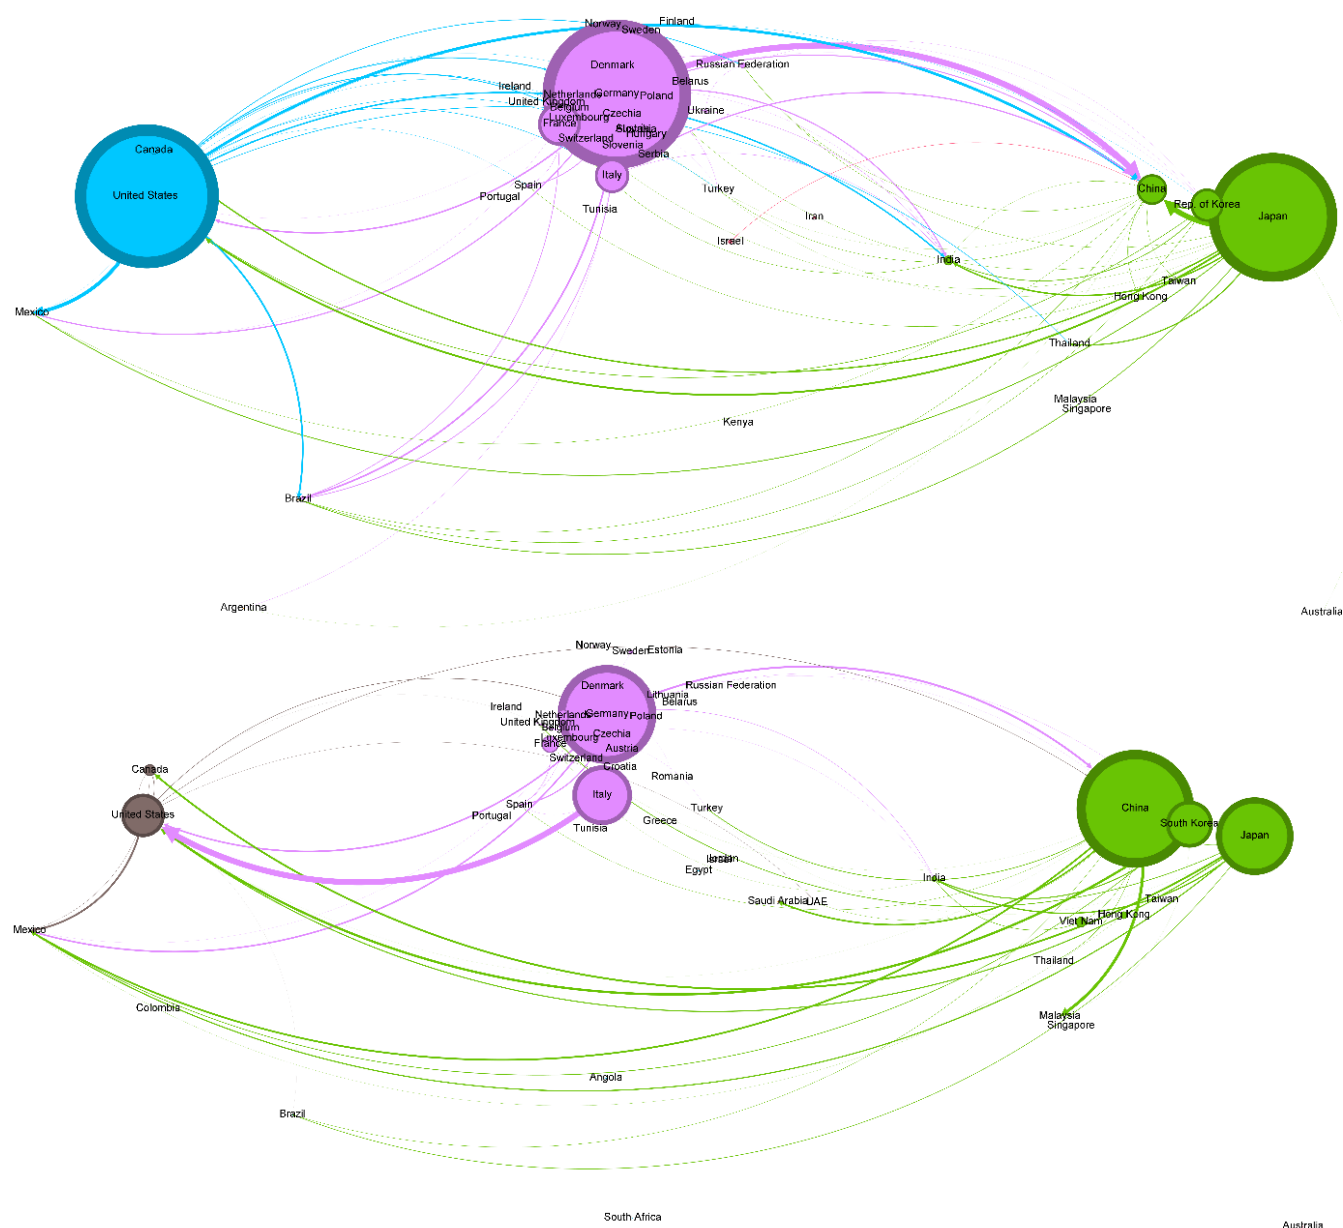 Norway
Sweden
Finland
Denmark
Russian Federation
Belarus
Ireland
Netherlands
Germany
Poland
United Kingdom
Belgium
Luxembourg
Czechia
Ukraine
France
Hungary
Switzerland
Slovenia
Serbia
Canada
United States
Italy
Spain
Portugal
Tunisia
Turkey
Iran
Israel
India
China
Rep. of Korea
Japan
Taiwan
Hong Kong
Mexico
Thailand
Malaysia
Singapore
Kenya
Brazil
Argentina
Australia
Norway
Sweden
Estonia
Denmark
Russian Federation
Lithuania
Belarus
Ireland
Netherlands
Germany
Poland
United Kingdom
Belgium
Luxembourg
Czechia
France
Austria
Switzerland
Croatia
Canada
United States
Romania
Italy
Spain
Portugal
Tunisia
Turkey
Greece
China
South Korea
Japan
Egypt
India
Saudi Arabia
UAE
Taiwan
Hong Kong
Viet Nam
Mexico
Thailand
Colombia
Malaysia
Singapore
Angola
Brazil
South Africa
Australia